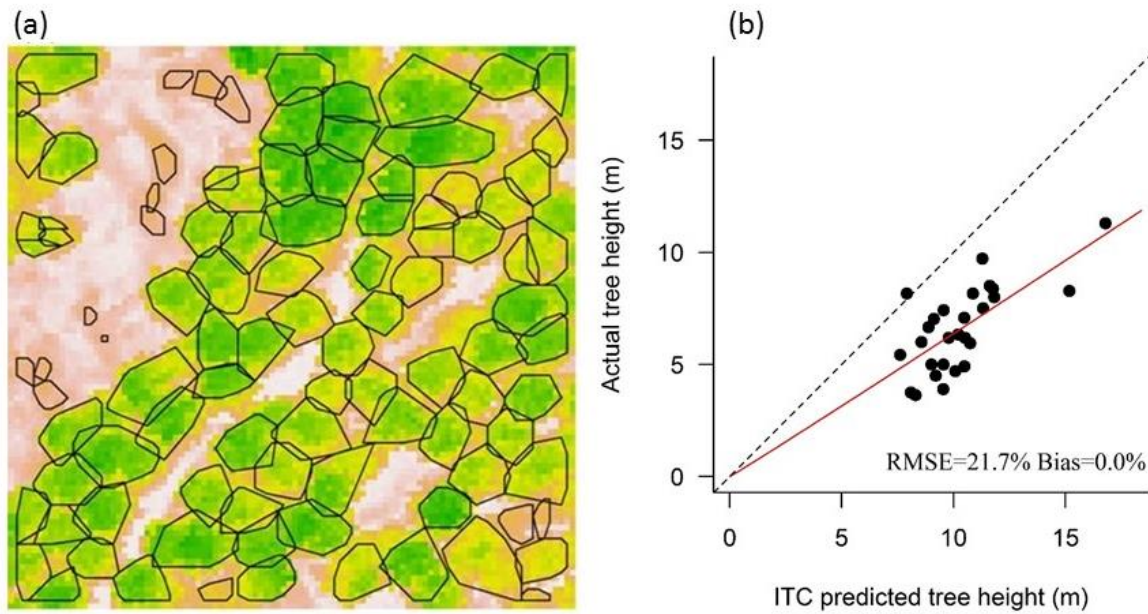 (a)
(b)
Actual tree height (m)
15
10
5
0
RMSE=21.7% Bias=0.0%
0
5
10
15
ITC predicted tree height (m)